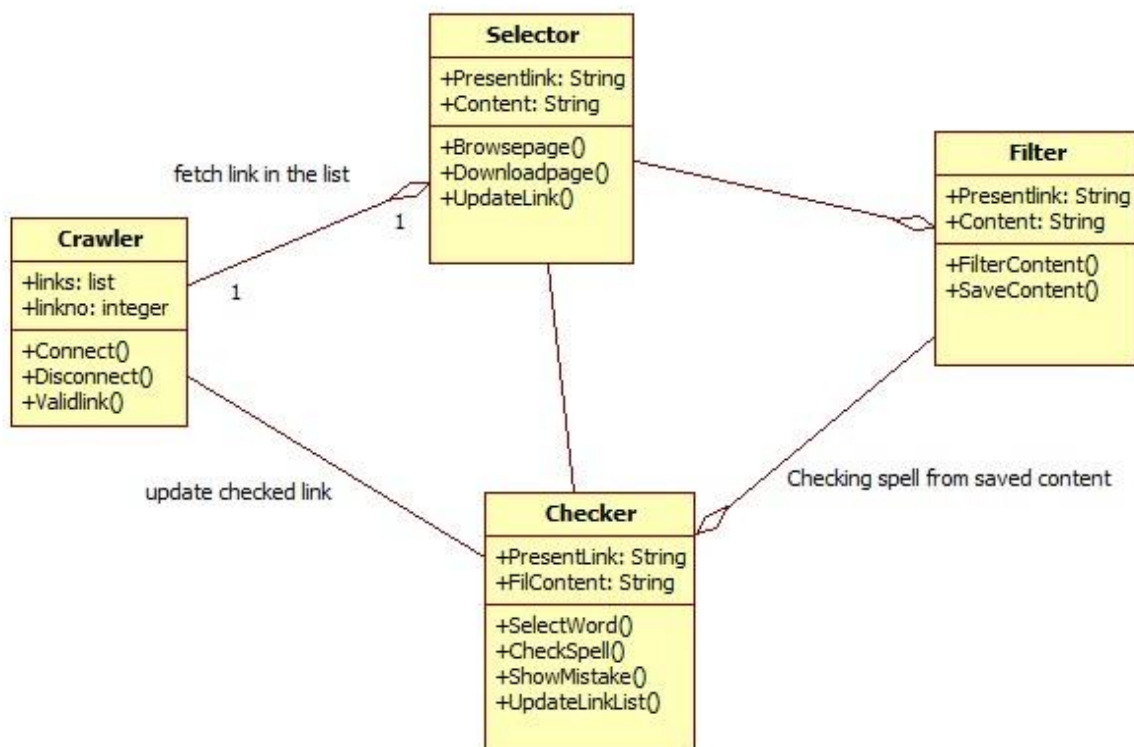 Selector
+Presentlink: String
+Content: String
+Browsepage()
+Downloadpage()
+UpdateLink()
fetch link in the list
1
1
Crawler
+links: list
+linkno: integer
+Connect()
+Disconnect()
+Validlink()
Filter
+Presentlink: String
+Content: String
+FilterContent()
+SaveContent()
update checked link
Checking spell from saved content
Checker
+PresentLink: String
+FilContent: String
+SelectWord()
+CheckSpell()
+ShowMistake()
+UpdateLinkList()